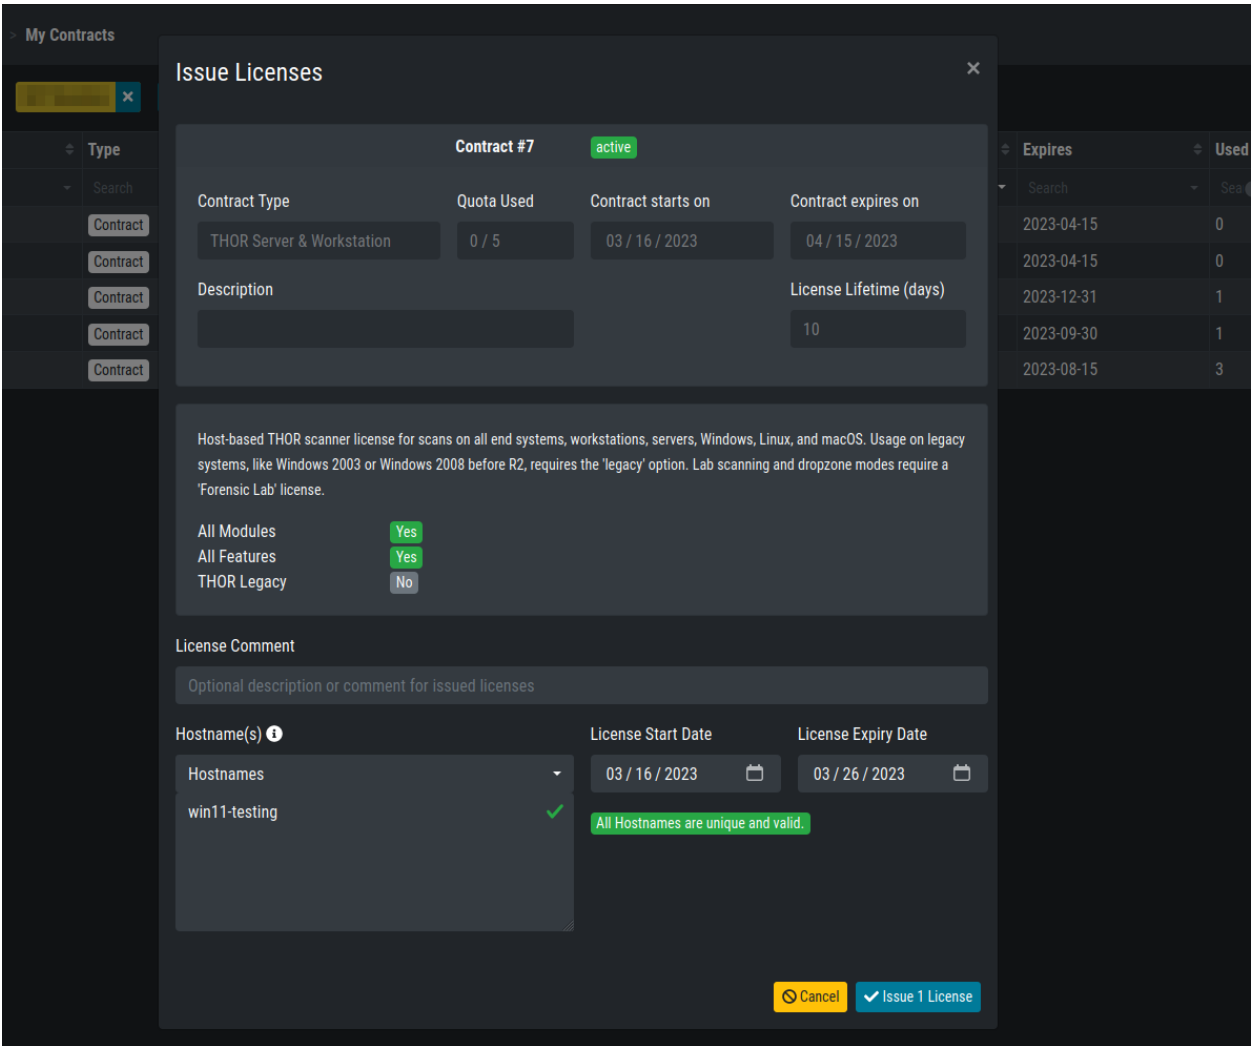 > My Contracts
Issue Licenses
×
×
Contract #7
active
Type
Expires
Used
Search
Search
Sea
Contract Type
Quota Used
Contract starts on
Contract expires on
Contract
2023-04-15
0
THOR Server & Workstation
0 / 5
03 / 16 / 2023
04 / 15 / 2023
Contract
2023-04-15
0
Description
License Lifetime (days)
Contract
2023-12-31
1
10
Contract
2023-09-30
1
Contract
2023-08-15
3
Host-based THOR scanner license for scans on all end systems, workstations, servers, Windows, Linux, and macOS. Usage on legacy
systems, like Windows 2003 or Windows 2008 before R2, requires the 'legacy' option. Lab scanning and dropzone modes require a
'Forensic Lab' license.
All Modules
Yes
All Features
Yes
THOR Legacy
No
License Comment
Optional description or comment for issued licenses
Hostname(s)
License Start Date
License Expiry Date
Hostnames
03 / 16 / 2023
03 / 26 / 2023
win11-testing
All Hostnames are unique and valid.
Cancel
Issue 1 License